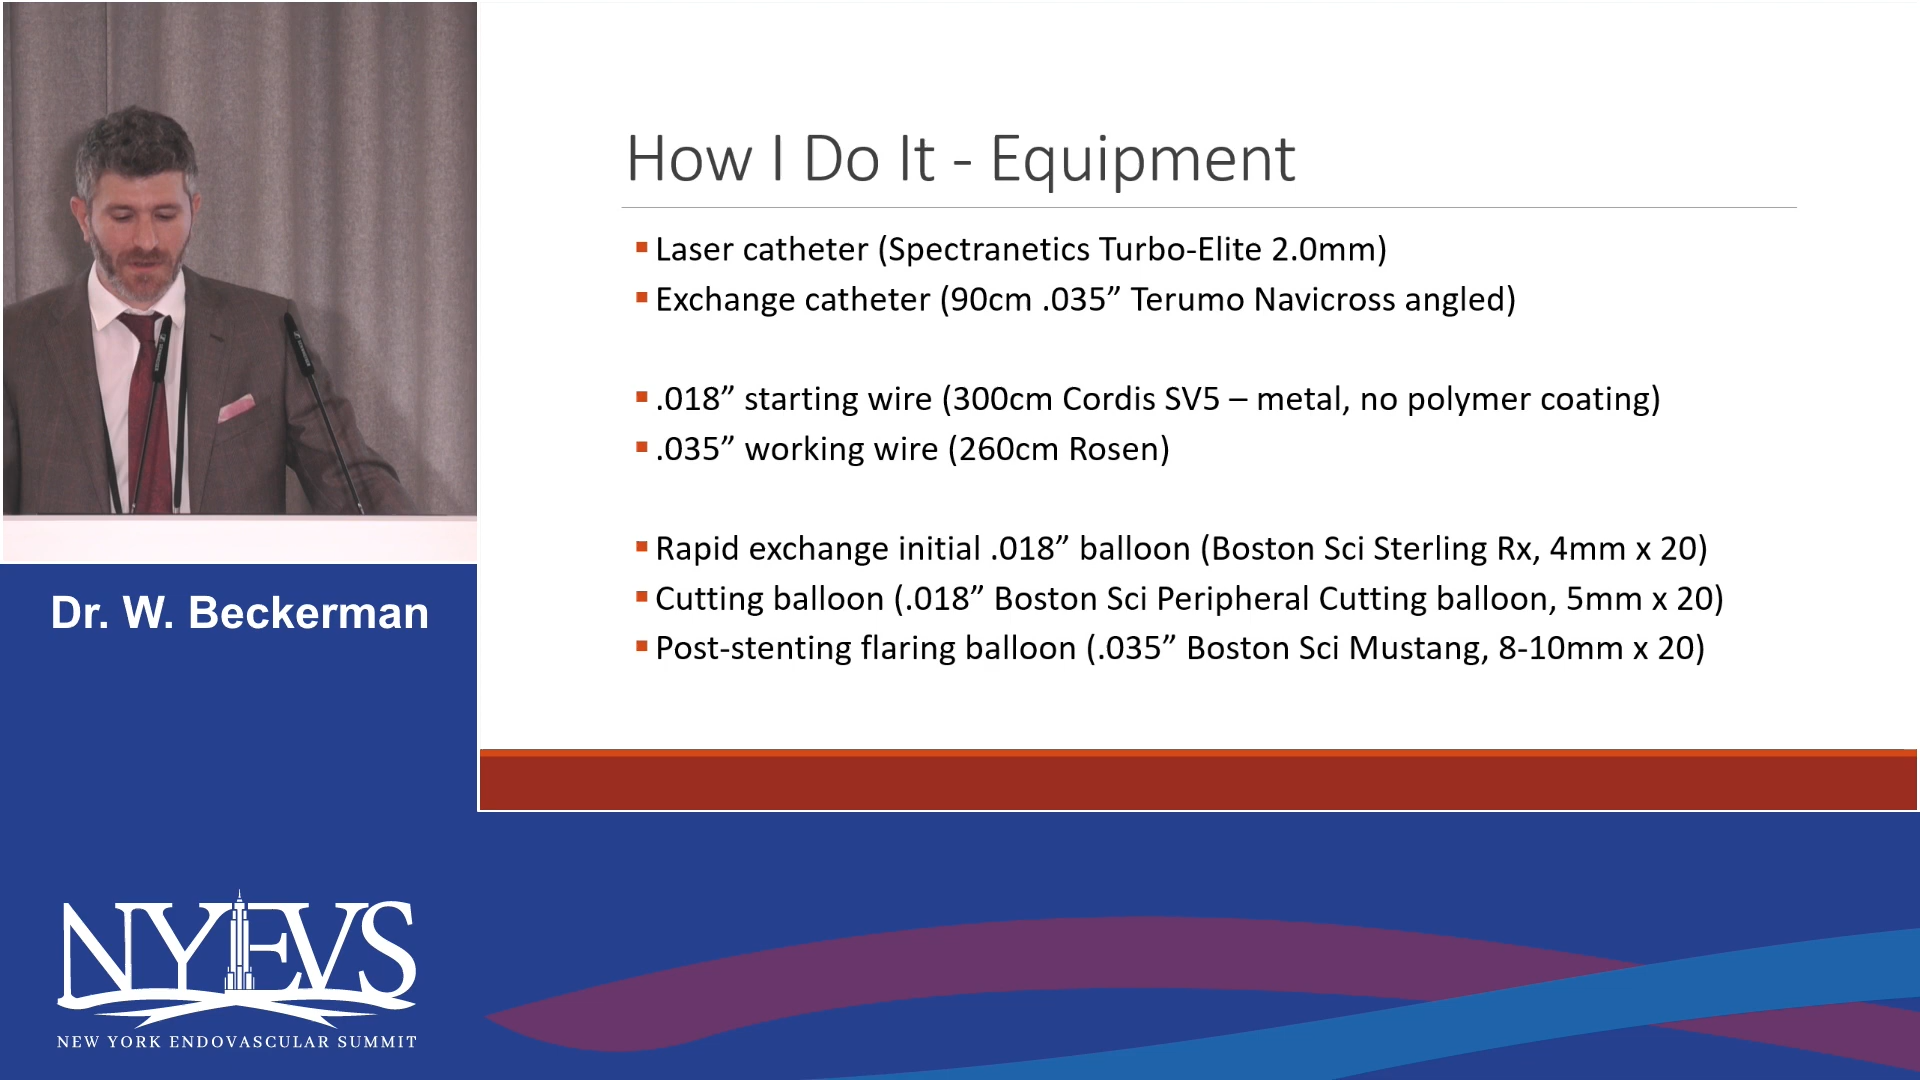 How I Do It - Equipment
Laser catheter (Spectranetics Turbo-Elite 2.0mm)
Exchange catheter (90cm .035” Terumo Navicross angled)
.018” starting wire (300cm Cordis SV5 – metal, no polymer coating)
.035” working wire (260cm Rosen)
Rapid exchange initial .018” balloon (Boston Sci Sterling Rx, 4mm x 20)
Cutting balloon (.018” Boston Sci Peripheral Cutting balloon, 5mm x 20)
Post-stenting flaring balloon (.035” Boston Sci Mustang, 8-10mm x 20)
Dr. W. Beckerman
NYEVS
NEW YORK ENDOVASCULAR SUMMIT